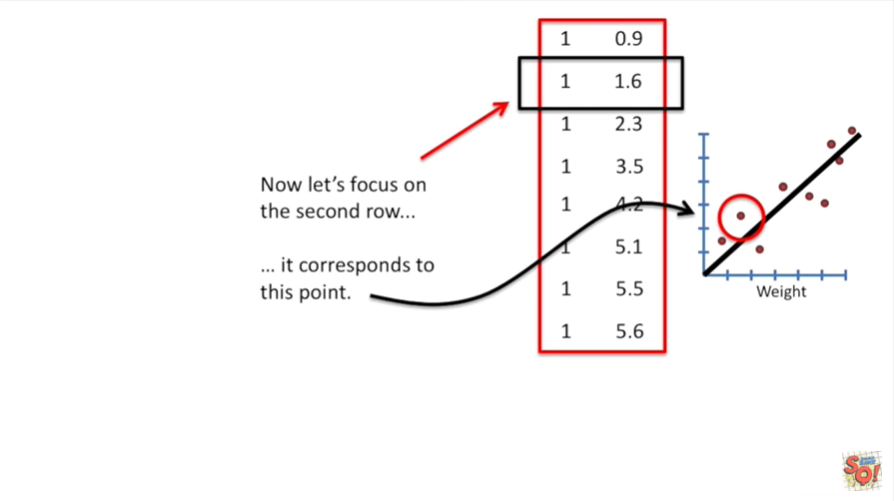 1 0.9
1 1.6
1 2.3
1 3.5
1 4.2
1 5.1
1 5.5
1 5.6
Now let's focus on
the second row...
... it corresponds to
this point.
Weight
SQ!